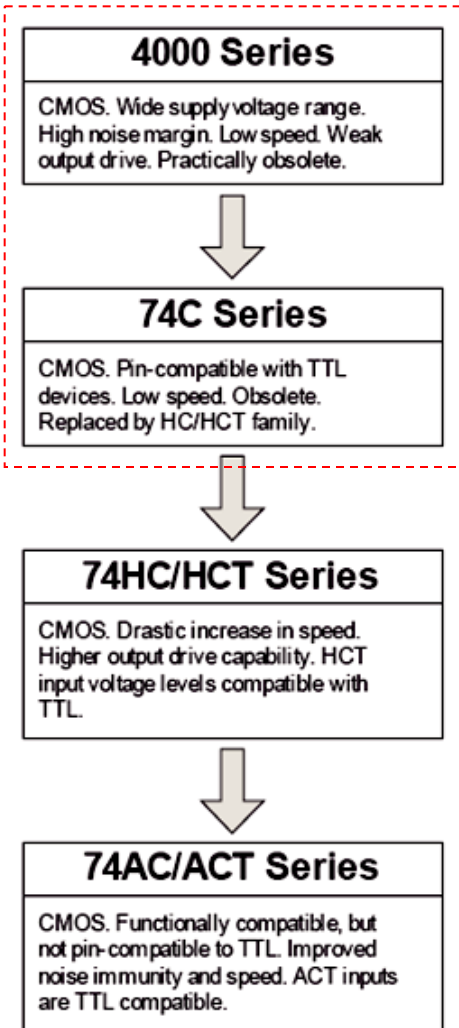 4000 Series
CMOS. Wide supply voltage range.
High noise margin. Low speed. Weak
output drive. Practically obsolete.
74C Series
CMOS. Pin-compatible with TTL
devices. Low speed. Obsolete.
Replaced by HC/HCT family.
74HC/HCT Series
CMOS. Drastic increase in speed.
Higher output drive capability. HCT
input voltage levels compatible with
TTL.
74AC/ACT Series
CMOS. Functionally compatible, but
not pin-compatible to TTL. Improved
noise immunity and speed. ACT inputs
are TTL compatible.